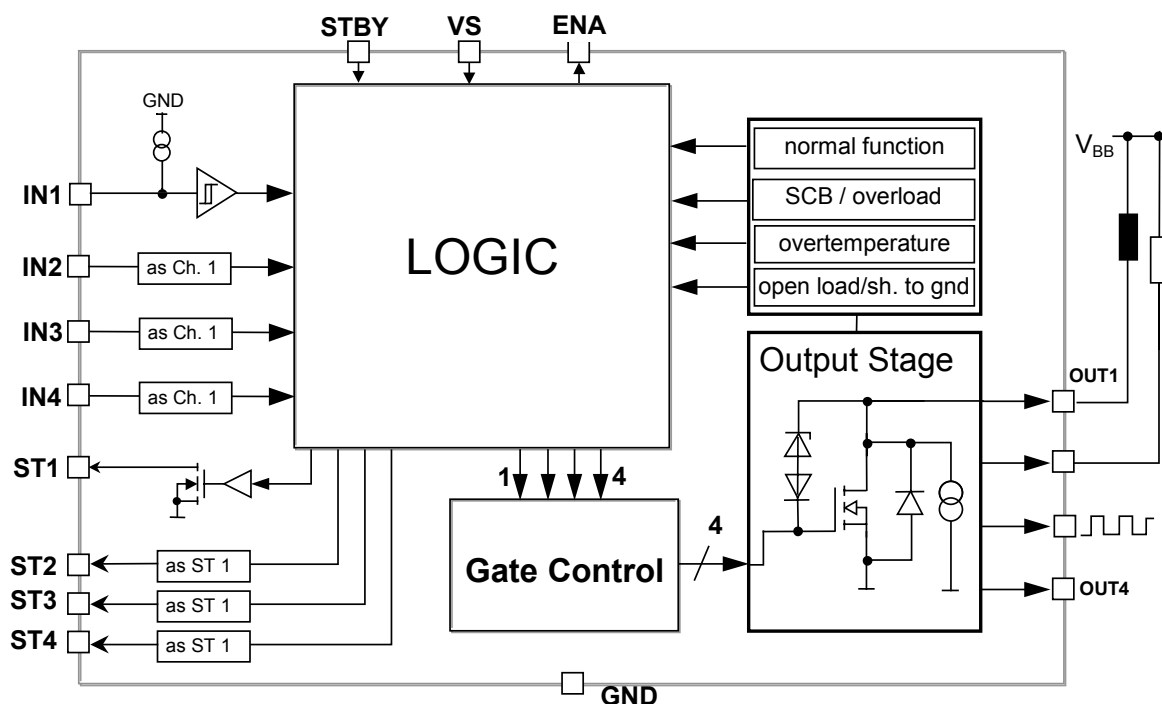 STBY VS ENA
GND
IN1
IN2 as Ch. 1
IN3 as Ch. 1
IN4 as Ch. 1
LOGIC
normal function
SCB / overload
overtemperature
open load/sh. to gnd
VBB
ST1
ST2 as ST 1
ST3 as ST 1
ST4 as ST 1
1 4
Gate Control
4
Output Stage
OUT1
OUT4
GND